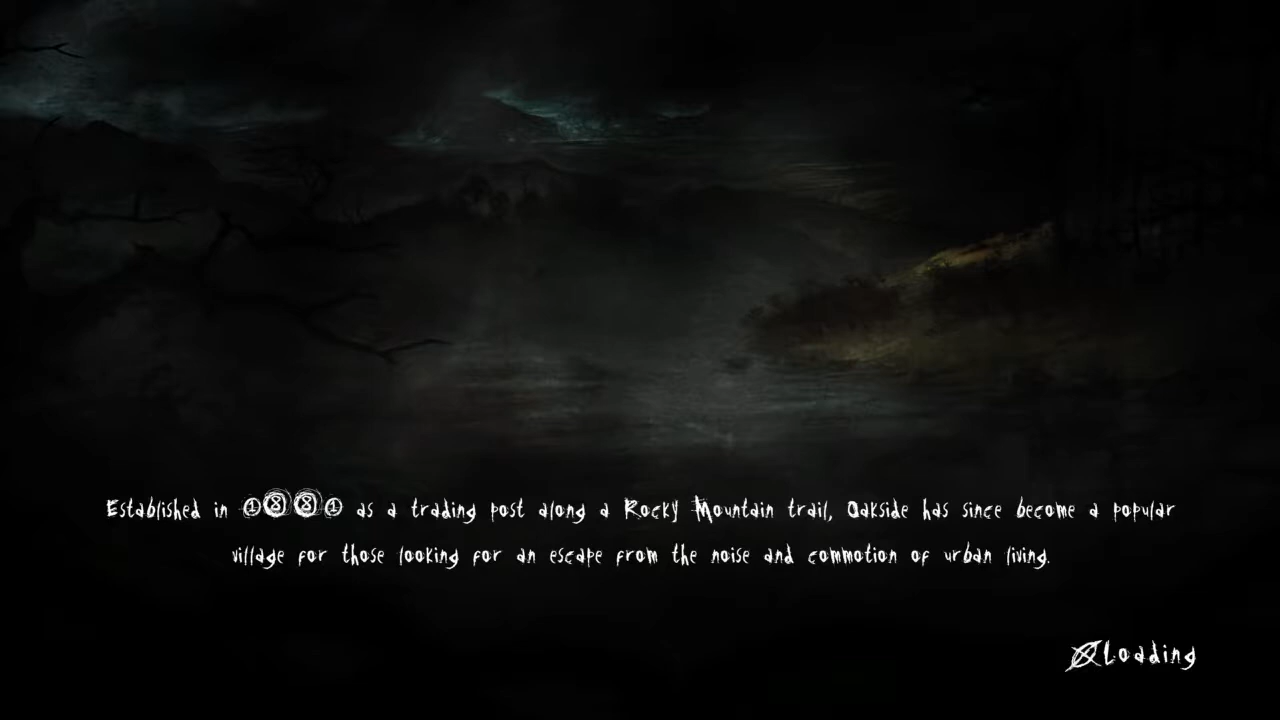 Established in 1881 as a trading post along a Rocky Mountain trail, Oakside has since become a popular
village for those looking for an escape from the noise and commotion of urban living.
Loading